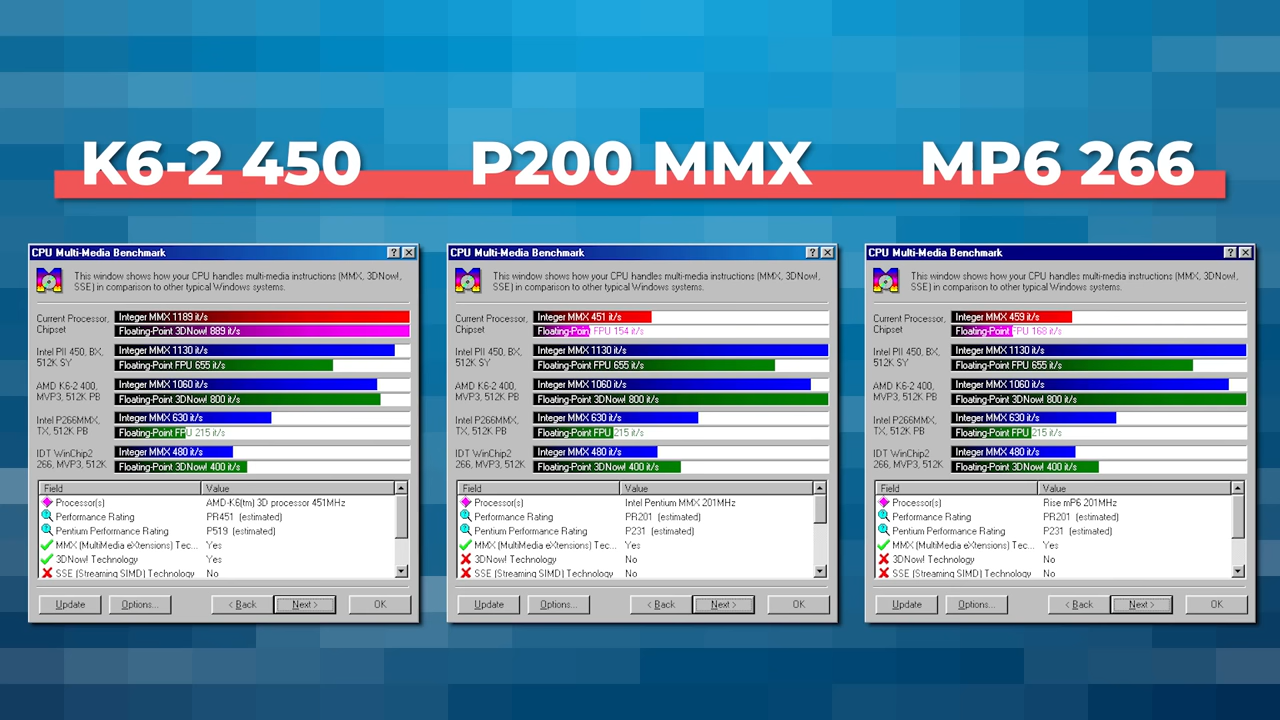 K6-2 450
P200 MMX
MP6 266
CPU Multi-Media Benchmark
This window shows how your CPU handles multi-media instructions (MMX, 3DNow!,
SSE) in comparison to other typical Windows systems.
Current Processor,
Chipset
Integer MMX 1189 it/s
Floating-Point 3DNow! 889 it/s
Intel PII 450, BX,
512K SY
Integer MMX 1130 it/s
Floating-Point FPU 655 it/s
AMD K6-2 400,
MVP3, 512K PB
Integer MMX 1060 it/s
Floating-Point 3DNow! 800 it/s
Intel P266MMX,
TX, 512K PB
Integer MMX 630 it/s
Floating-Point FPU 215 it/s
IDT WinChip2
266, MVP3, 512K
Integer MMX 480 it/s
Floating-Point 3DNow! 400 it/s
Field Value
Processor(s) AMD-K6(tm) 3D processor 451MHz
Performance Rating PR451 (estimated)
Pentium Performance Rating P519 (estimated)
MMX (MultiMedia eXtensions) Tec... Yes
3DNow! Technology Yes
SSE (Streaming SIMD) Technology No
Update Options... < Back Next > OK
CPU Multi-Media Benchmark
This window shows how your CPU handles multi-media instructions (MMX, 3DNow!,
SSE) in comparison to other typical Windows systems.
Current Processor,
Chipset
Integer MMX 451 it/s
Floating-Point FPU 154 it/s
Intel PII 450, BX,
512K SY
Integer MMX 1130 it/s
Floating-Point FPU 655 it/s
AMD K6-2 400,
MVP3, 512K PB
Integer MMX 1060 it/s
Floating-Point 3DNow! 800 it/s
Intel P266MMX,
TX, 512K PB
Integer MMX 630 it/s
Floating-Point FPU 215 it/s
IDT WinChip2
266, MVP3, 512K
Integer MMX 480 it/s
Floating-Point 3DNow! 400 it/s
Field Value
Processor(s) Intel Pentium MMX 201MHz
Performance Rating PR201 (estimated)
Pentium Performance Rating P231 (estimated)
MMX (MultiMedia eXtensions) Tec... Yes
3DNow! Technology No
SSE (Streaming SIMD) Technology No
Update Options... < Back Next > OK
CPU Multi-Media Benchmark
This window shows how your CPU handles multi-media instructions (MMX, 3DNow!,
SSE) in comparison to other typical Windows systems.
Current Processor,
Chipset
Integer MMX 459 it/s
Floating-Point FPU 168 it/s
Intel PII 450, BX,
512K SY
Integer MMX 1130 it/s
Floating-Point FPU 655 it/s
AMD K6-2 400,
MVP3, 512K PB
Integer MMX 1060 it/s
Floating-Point 3DNow! 800 it/s
Intel P266MMX,
TX, 512K PB
Integer MMX 630 it/s
Floating-Point FPU 215 it/s
IDT WinChip2
266, MVP3, 512K
Integer MMX 480 it/s
Floating-Point 3DNow! 400 it/s
Field Value
Processor(s) Rise mP6 201MHz
Performance Rating PR201 (estimated)
Pentium Performance Rating P231 (estimated)
MMX (MultiMedia eXtensions) Tec... Yes
3DNow! Technology No
SSE (Streaming SIMD) Technology No
Update Options... < Back Next > OK